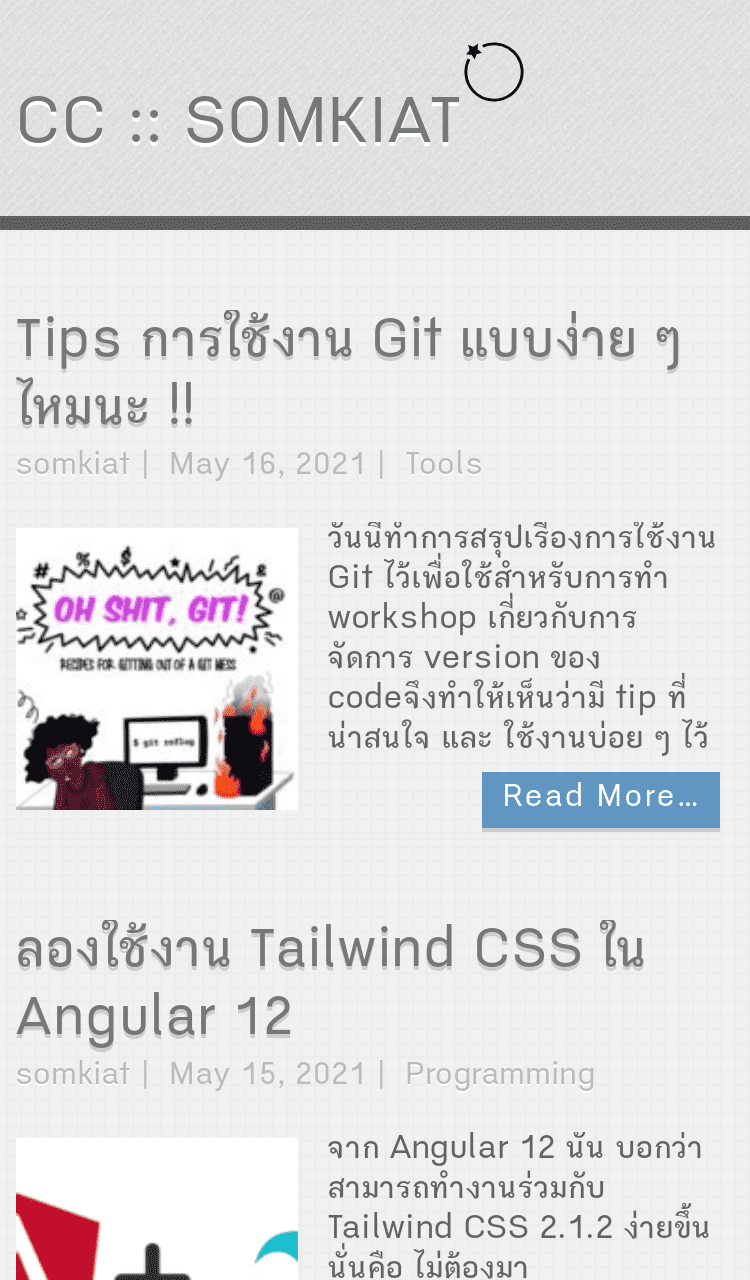 CC :: SOMKIAT
Tips การใช้งาน Git แบบง่าย ๆ
ไหมนะ !!
somkiat | May 16, 2021 | Tools
OH SHIT, GIT!
RECIPES FOR GETTING OUT OF A GIT MESS
$ git reflog
วันนี้ทำการสรุปเรื่องการใช้งาน
Git ไว้เพื่อใช้สำหรับการทำ
workshop เกี่ยวกับการ
จัดการ version ของ
codeจึงทำให้เห็นว่ามี tip ที่
น่าสนใจ และ ใช้งานบ่อย ๆ ไว้
Read More...
ลองใช้งาน Tailwind CSS ใน
Angular 12
somkiat | May 15, 2021 | Programming
จาก Angular 12 นั้น บอกว่า
สามารถทำงานร่วมกับ
Tailwind CSS 2.1.2 ง่ายขึ้น
นั่นคือ ไม่ต้องมา